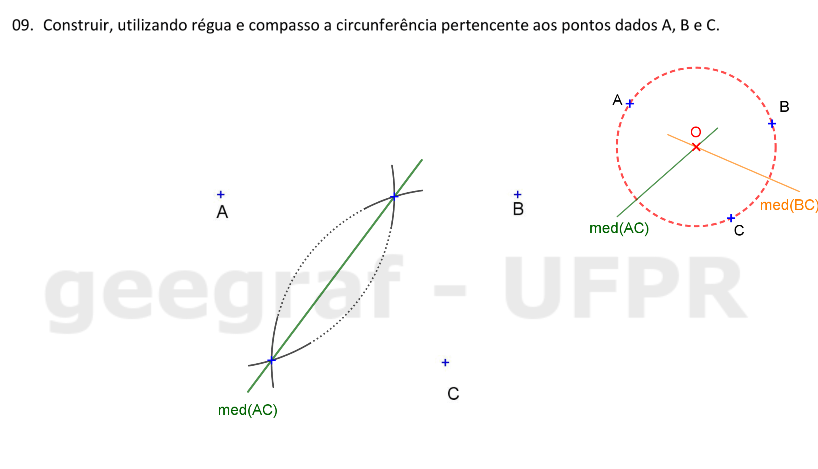 09. Construir, utilizando régua e compasso a circunferência pertencente aos pontos dados A, B e C.
A
B
O
med(BC)
med(AC)
C
A
B
geegraf - UFPR
C
med(AC)